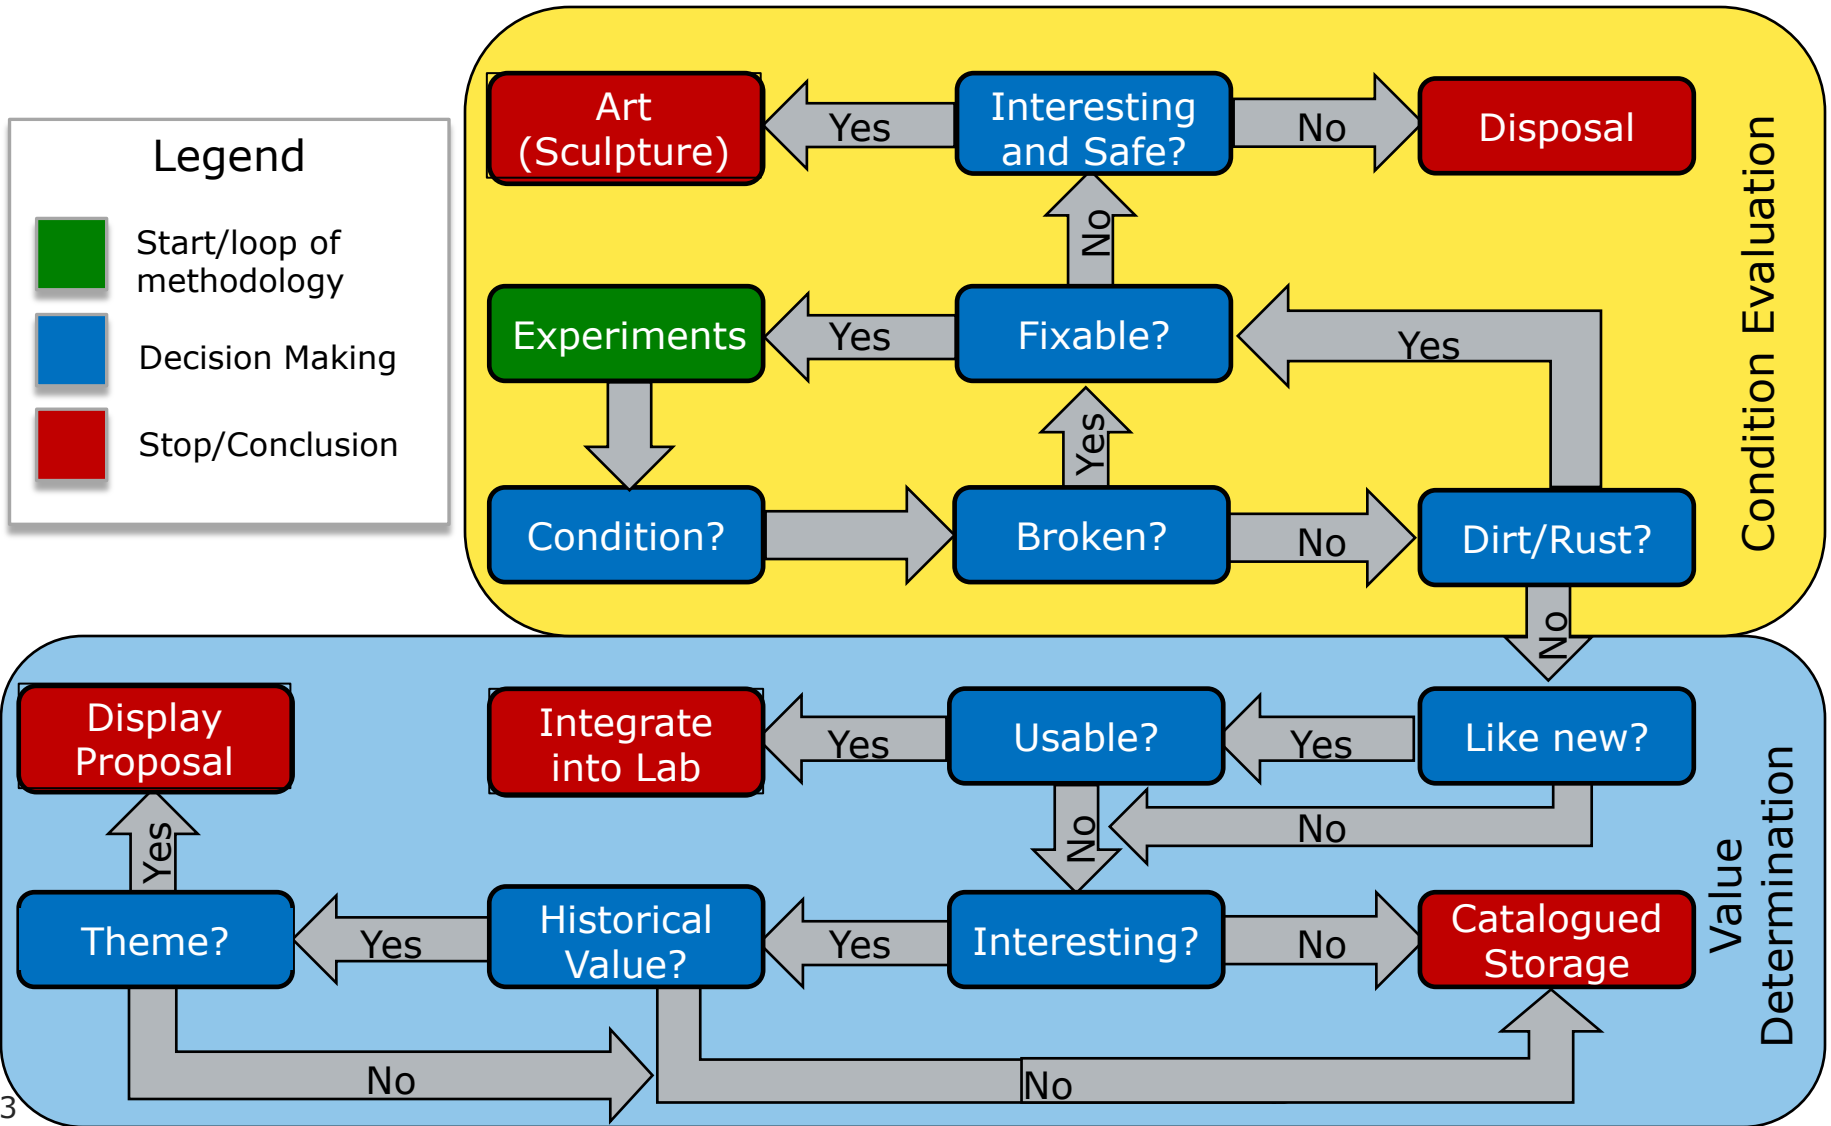 Legend
Start/loop of
methodology
Decision Making
Stop/Conclusion
Condition Evaluation
Art
(Sculpture)
Yes
Interesting
and Safe?
No
Disposal
No
Experiments
Yes
Fixable?
Yes
Yes
Condition?
Broken?
No
Dirt/Rust?
No
Value
Determination
Display
Proposal
Integrate
into Lab
Yes
Usable?
Yes
Like new?
No
No
Yes
Theme?
Yes
Historical
Value?
Yes
Interesting?
No
Catalogued
Storage
No
No
3